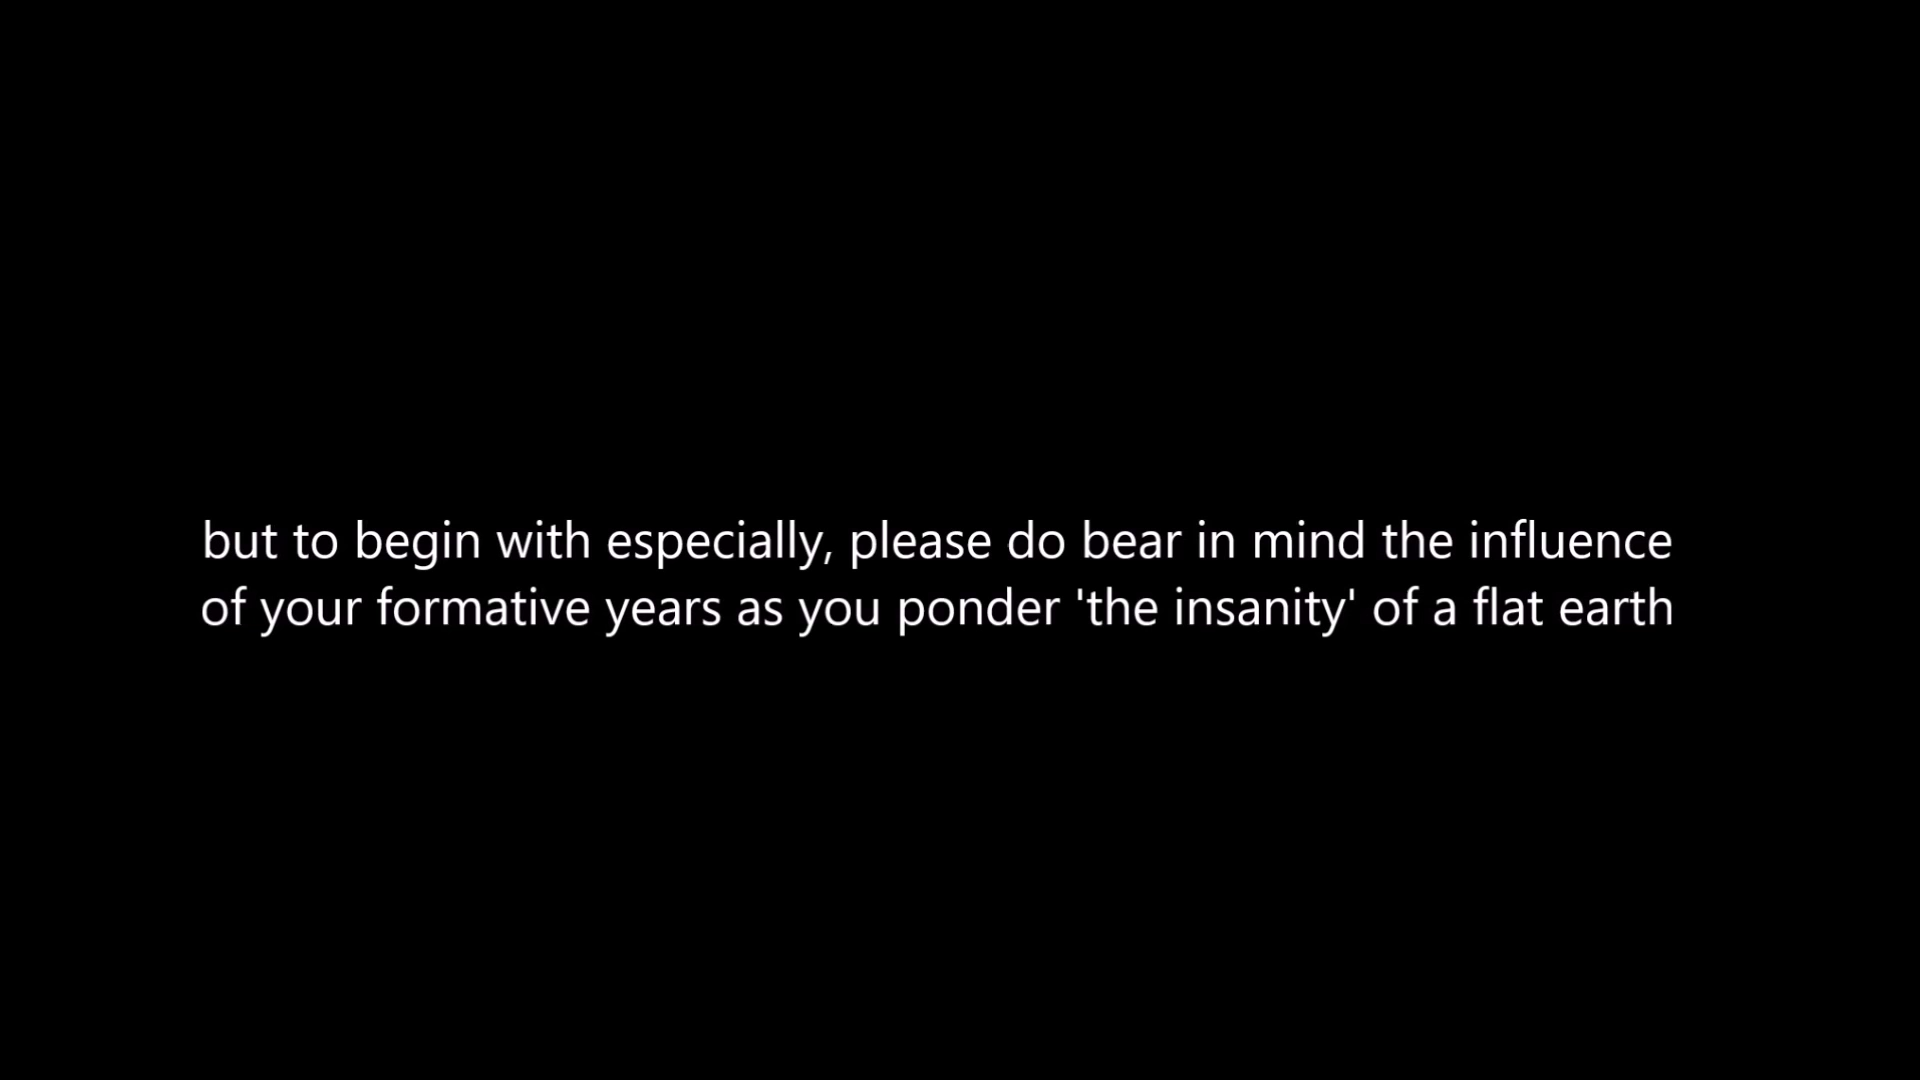 but to begin with especially, please do bear in mind the influence
of your formative years as you ponder 'the insanity' of a flat earth